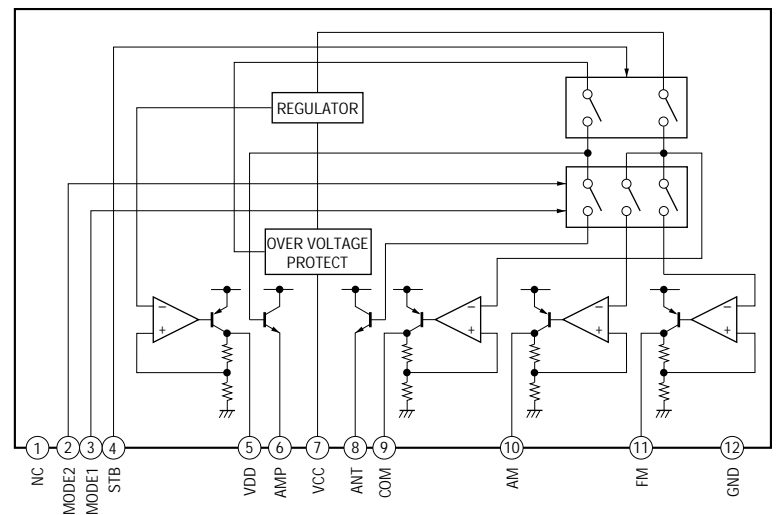 REGULATOR
OVER VOLTAGE
PROTECT
−
+
−
+
−
+
−
+
1
2
3
4
5
6
7
8
9
10
11
12
NC
MODE2
MODE1
STB
VDD
AMP
VCC
ANT
COM
AM
FM
GND